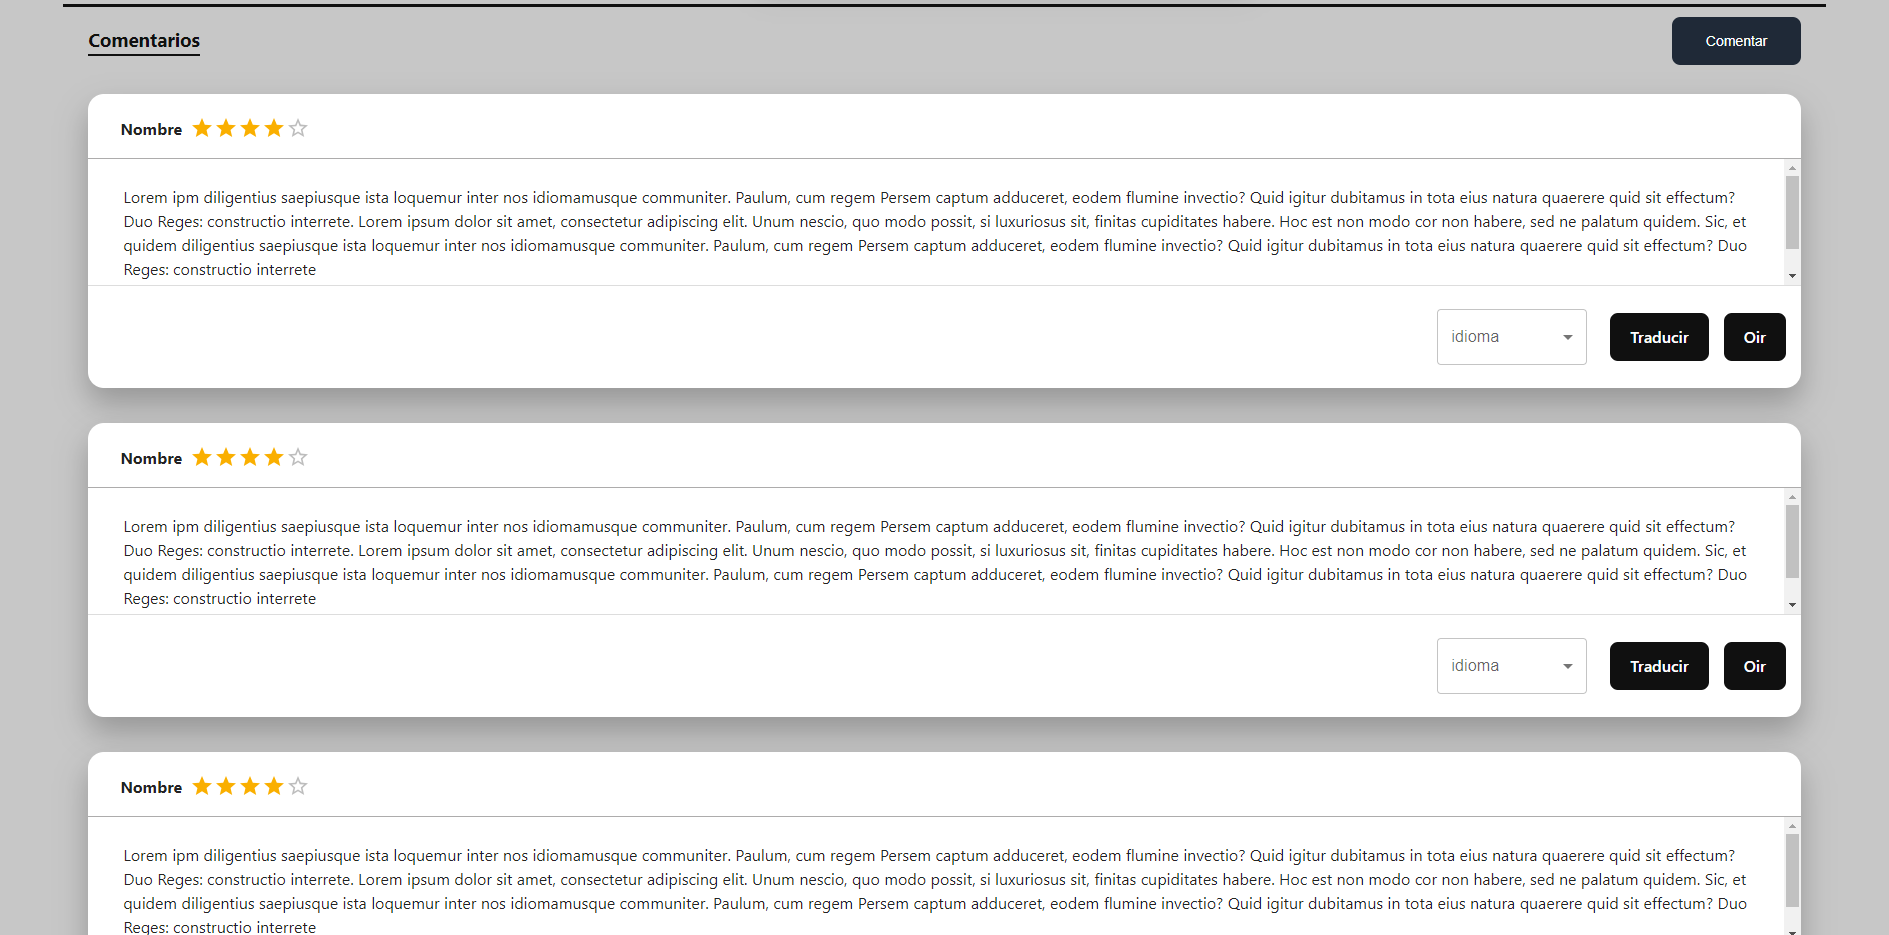 Comentarios
Comentar
Nombre
Lorem ipm diligentius saepiusque ista loquemur inter nos idiomamusque communiter. Paulum, cum regem Persem captum adduceret, eodem flumine invectio? Quid igitur dubitamus in tota eius natura quaerere quid sit effectum?
Duo Reges: constructio interrete. Lorem ipsum dolor sit amet, consectetur adipiscing elit. Unum nescio, quo modo possit, si luxuriosus sit, finitas cupiditates habere. Hoc est non modo cor non habere, sed ne palatum quidem. Sic, et
quidem diligentius saepiusque ista loquemur inter nos idiomamusque communiter. Paulum, cum regem Persem captum adduceret, eodem flumine invectio? Quid igitur dubitamus in tota eius natura quaerere quid sit effectum? Duo
Reges: constructio interrete
idioma
Traducir
Oir
Nombre
Lorem ipm diligentius saepiusque ista loquemur inter nos idiomamusque communiter. Paulum, cum regem Persem captum adduceret, eodem flumine invectio? Quid igitur dubitamus in tota eius natura quaerere quid sit effectum?
Duo Reges: constructio interrete. Lorem ipsum dolor sit amet, consectetur adipiscing elit. Unum nescio, quo modo possit, si luxuriosus sit, finitas cupiditates habere. Hoc est non modo cor non habere, sed ne palatum quidem. Sic, et
quidem diligentius saepiusque ista loquemur inter nos idiomamusque communiter. Paulum, cum regem Persem captum adduceret, eodem flumine invectio? Quid igitur dubitamus in tota eius natura quaerere quid sit effectum? Duo
Reges: constructio interrete
idioma
Traducir
Oir
Nombre
Lorem ipm diligentius saepiusque ista loquemur inter nos idiomamusque communiter. Paulum, cum regem Persem captum adduceret, eodem flumine invectio? Quid igitur dubitamus in tota eius natura quaerere quid sit effectum?
Duo Reges: constructio interrete. Lorem ipsum dolor sit amet, consectetur adipiscing elit. Unum nescio, quo modo possit, si luxuriosus sit, finitas cupiditates habere. Hoc est non modo cor non habere, sed ne palatum quidem. Sic, et
quidem diligentius saepiusque ista loquemur inter nos idiomamusque communiter. Paulum, cum regem Persem captum adduceret, eodem flumine invectio? Quid igitur dubitamus in tota eius natura quaerere quid sit effectum? Duo
Reges: constructio interrete